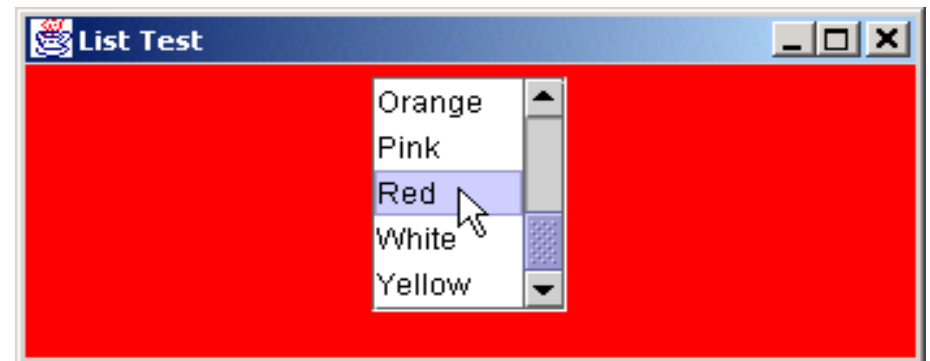 List Test
Orange
Pink
Red
White
Yellow